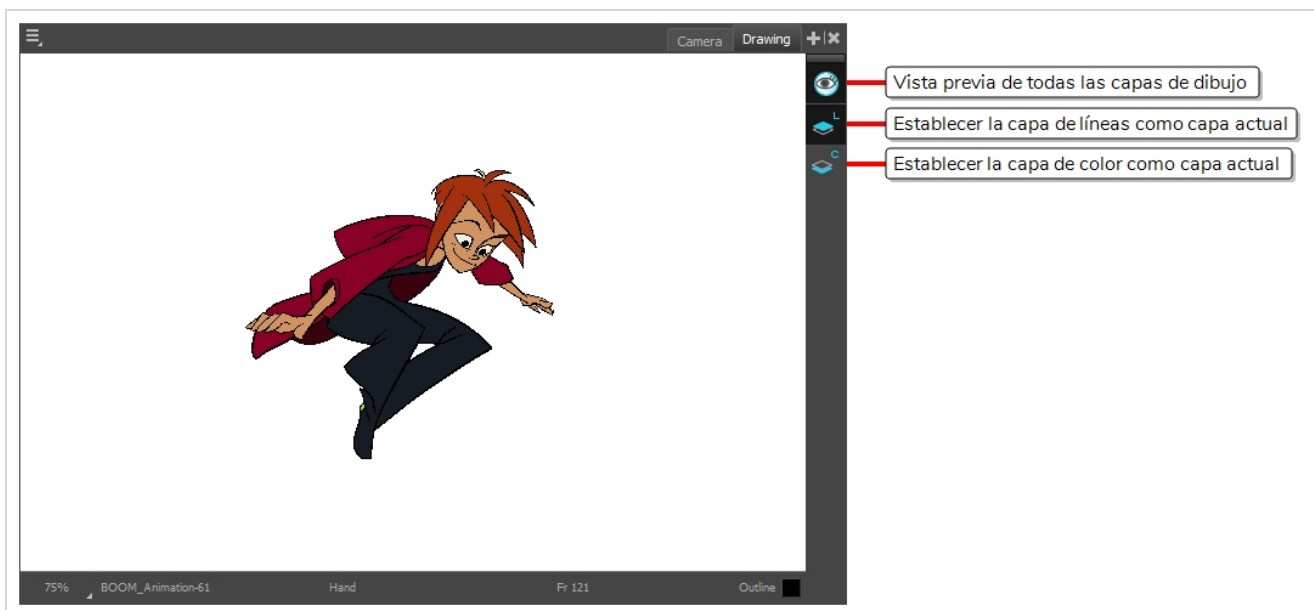 Camera Drawing
Vista previa de todas las capas de dibujo
L
Establecer la capa de líneas como capa actual
C
Establecer la capa de color como capa actual
75% BOOM_Animation-61 Hand Fr 121 Outline